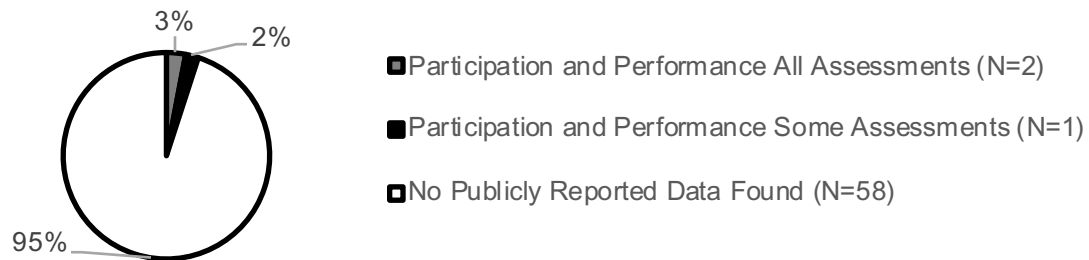 3%
2%
Participation and Performance All Assessments (N=2)
Participation and Performance Some Assessments (N=1)
No Publicly Reported Data Found (N=58)
95%